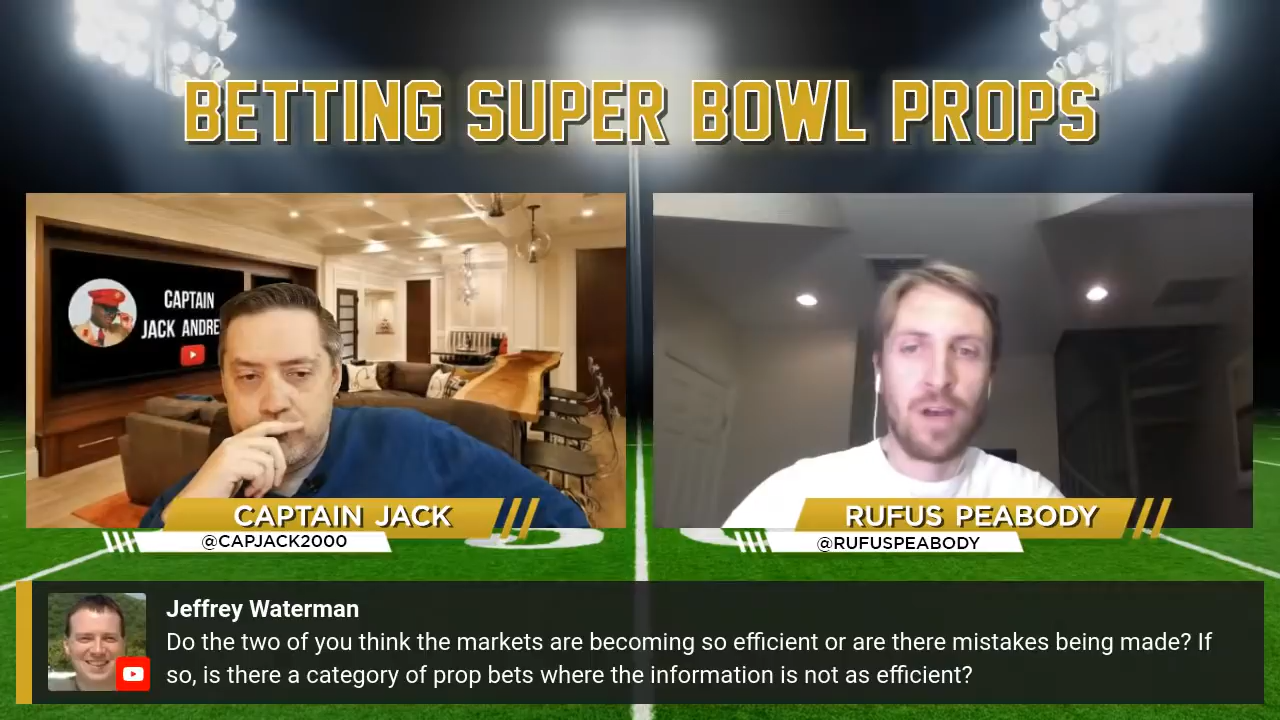 BETTING SUPER BOWL PROPS
CAPTAIN
JACK ANDRE
CAPTAIN JACK
@CAPJACK2000
RUFUS PEABODY
@RUFUSPEABODY
Jeffrey Waterman
Do the two of you think the markets are becoming so efficient or are there mistakes being made? If
so, is there a category of prop bets where the information is not as efficient?